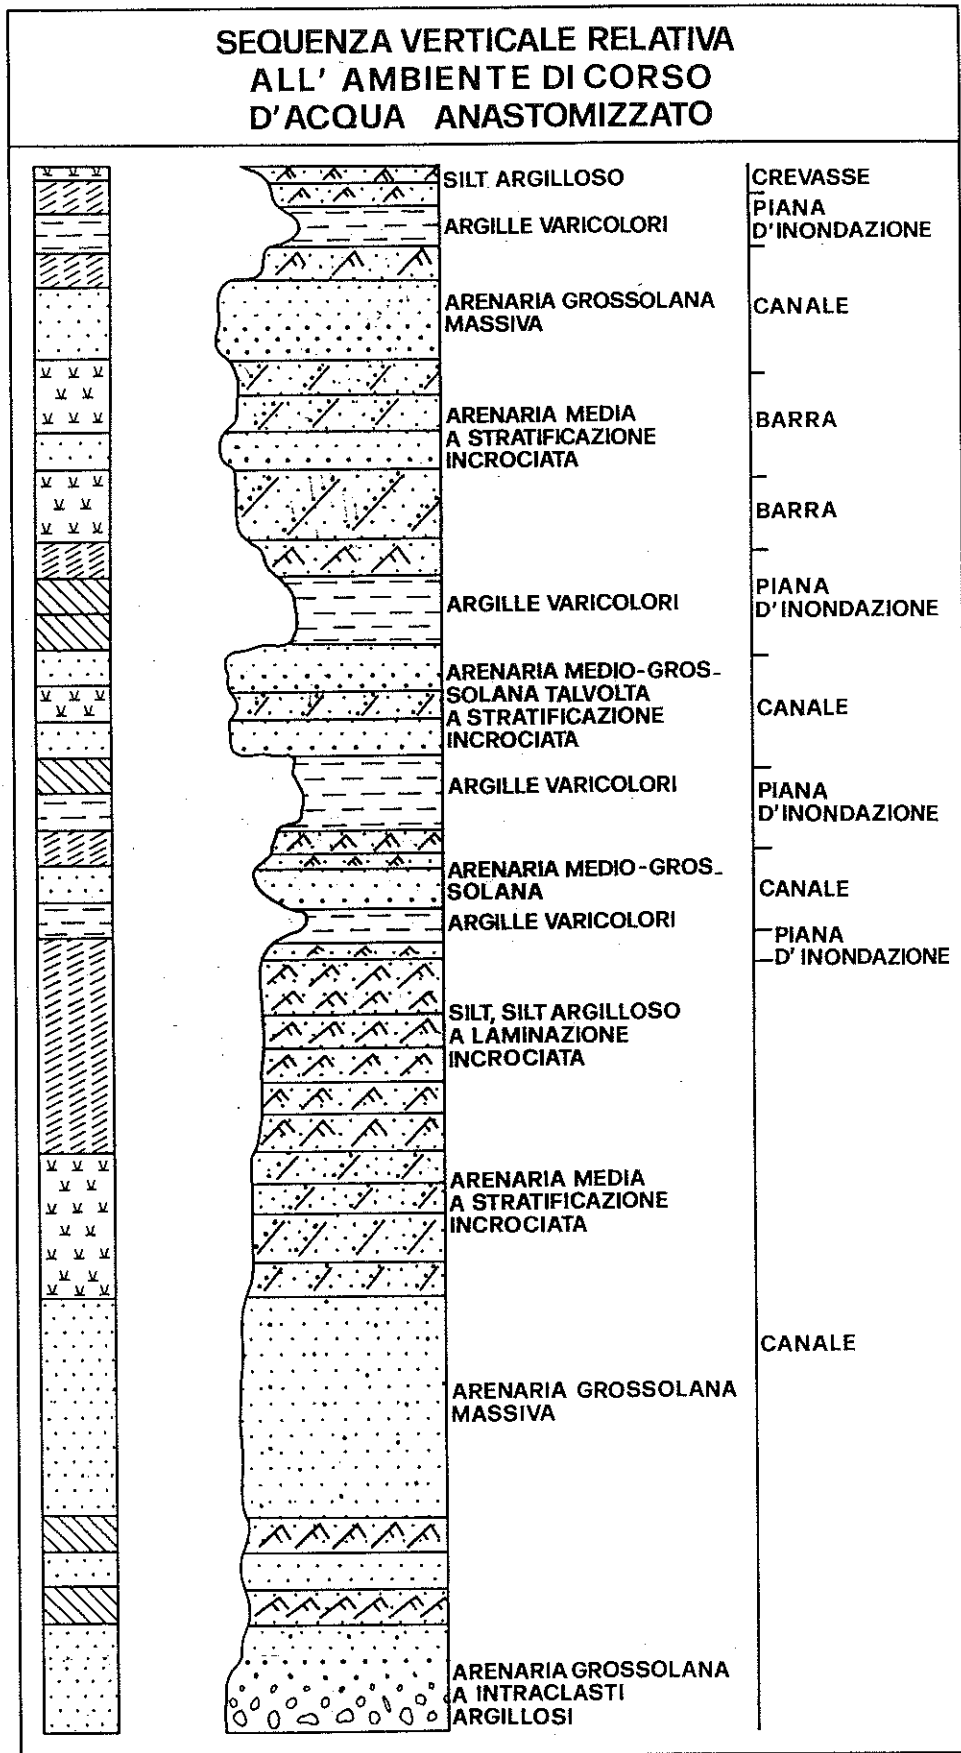 SEQUENZA VERTICALE RELATIVA
ALL' AMBIENTE DI CORSO
D'ACQUA ANASTOMIZZATO
SILT ARGILLOSO
CREVASSE
ARGILLE VARICOLORI
PIANA
D'INONDAZIONE
ARENARIA GROSSOLANA
MASSIVA
CANALE
ARENARIA MEDIA
A STRATIFICAZIONE
INCROCIATA
BARRA
BARRA
ARGILLE VARICOLORI
PIANA
D'INONDAZIONE
ARENARIA MEDIO-GROS-
SOLANA TALVOLTA
A STRATIFICAZIONE
INCROCIATA
CANALE
ARGILLE VARICOLORI
PIANA
D'INONDAZIONE
ARENARIA MEDIO-GROS-
SOLANA
CANALE
ARGILLE VARICOLORI
PIANA
D'INONDAZIONE
SILT, SILT ARGILLOSO
A LAMINAZIONE
INCROCIATA
ARENARIA MEDIA
A STRATIFICAZIONE
INCROCIATA
CANALE
ARENARIA GROSSOLANA
MASSIVA
ARENARIA GROSSOLANA
A INTRACLASTI
ARGILLOSI